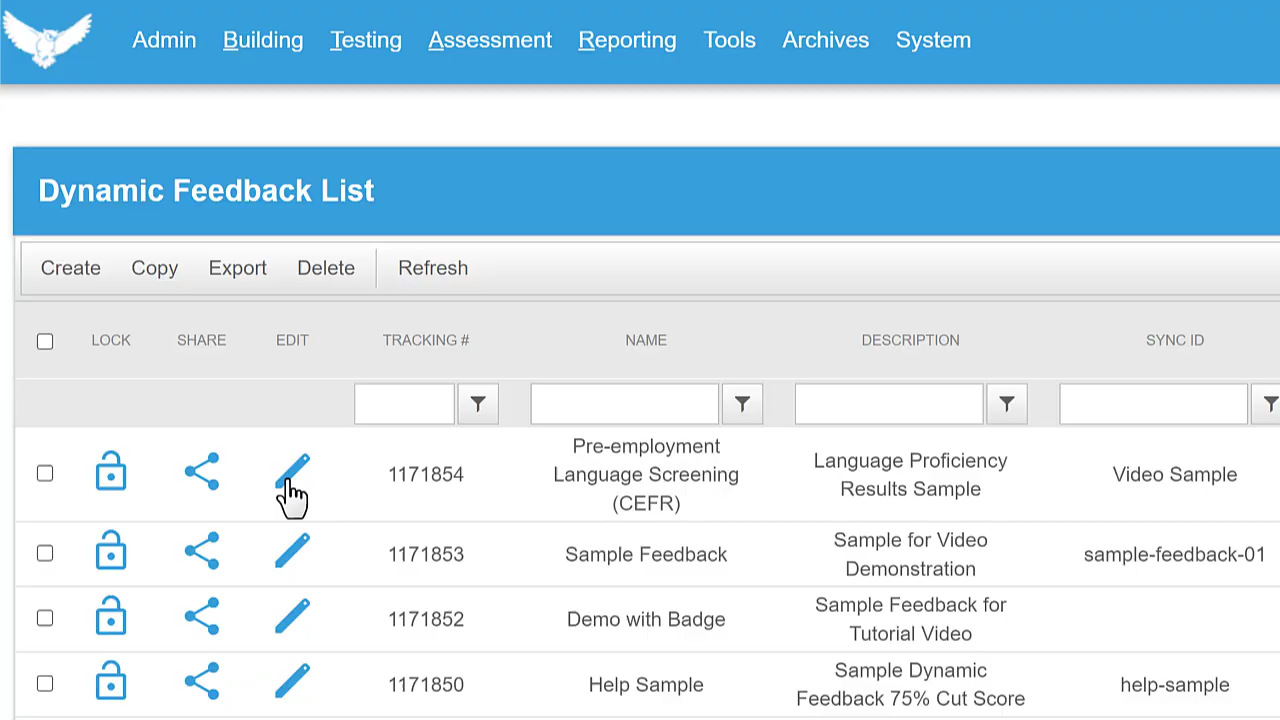 Admin Building Testing Assessment Reporting Tools Archives System
Dynamic Feedback List
Create Copy Export Delete Refresh
LOCK SHARE EDIT TRACKING # NAME DESCRIPTION SYNC ID
1171854 Pre-employment Language Screening (CEFR) Language Proficiency Results Sample Video Sample
1171853 Sample Feedback Sample for Video Demonstration sample-feedback-01
1171852 Demo with Badge Sample Feedback for Tutorial Video
1171850 Help Sample Sample Dynamic Feedback 75% Cut Score help-sample